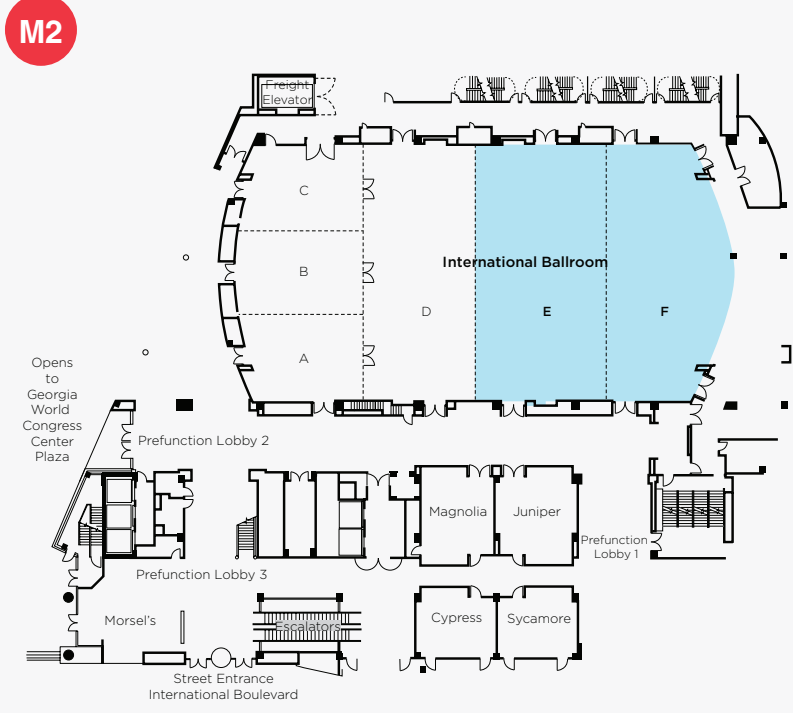 M2
Freight
Elevator
C
B
International Ballroom
D
E
F
A
Opens
to
Georgia
World
Congress
Center
Plaza
Prefunction Lobby 2
Magnolia
Juniper
Prefunction
Lobby 1
Prefunction Lobby 3
Morsel's
Escalators
Cypress
Sycamore
Street Entrance
International Boulevard